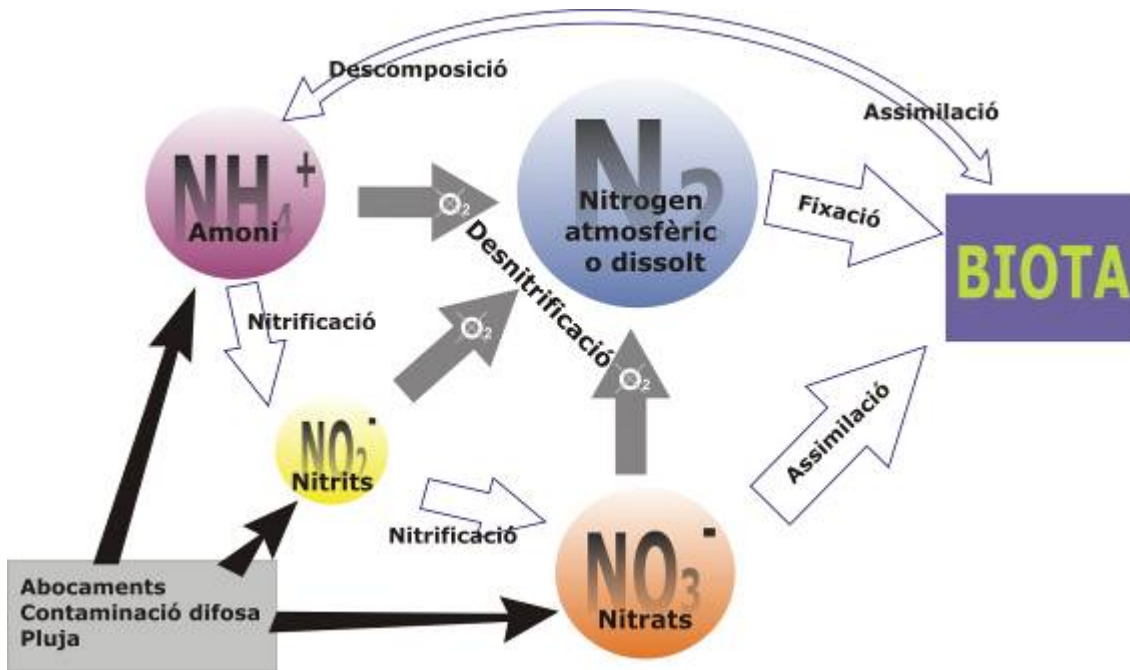 Descomposició
Assimilació
NH₄⁺
Amoni
N₂
Nitrogen
atmosfèric
o dissolt
Fixació
BIOTA
O₂
O₂
O₂
Desnitrificació
Nitrificació
NO₂⁻
Nitrits
Nitrificació
Assimilació
NO₃⁻
Nitrats
Abocaments
Contaminació difosa
Pluja